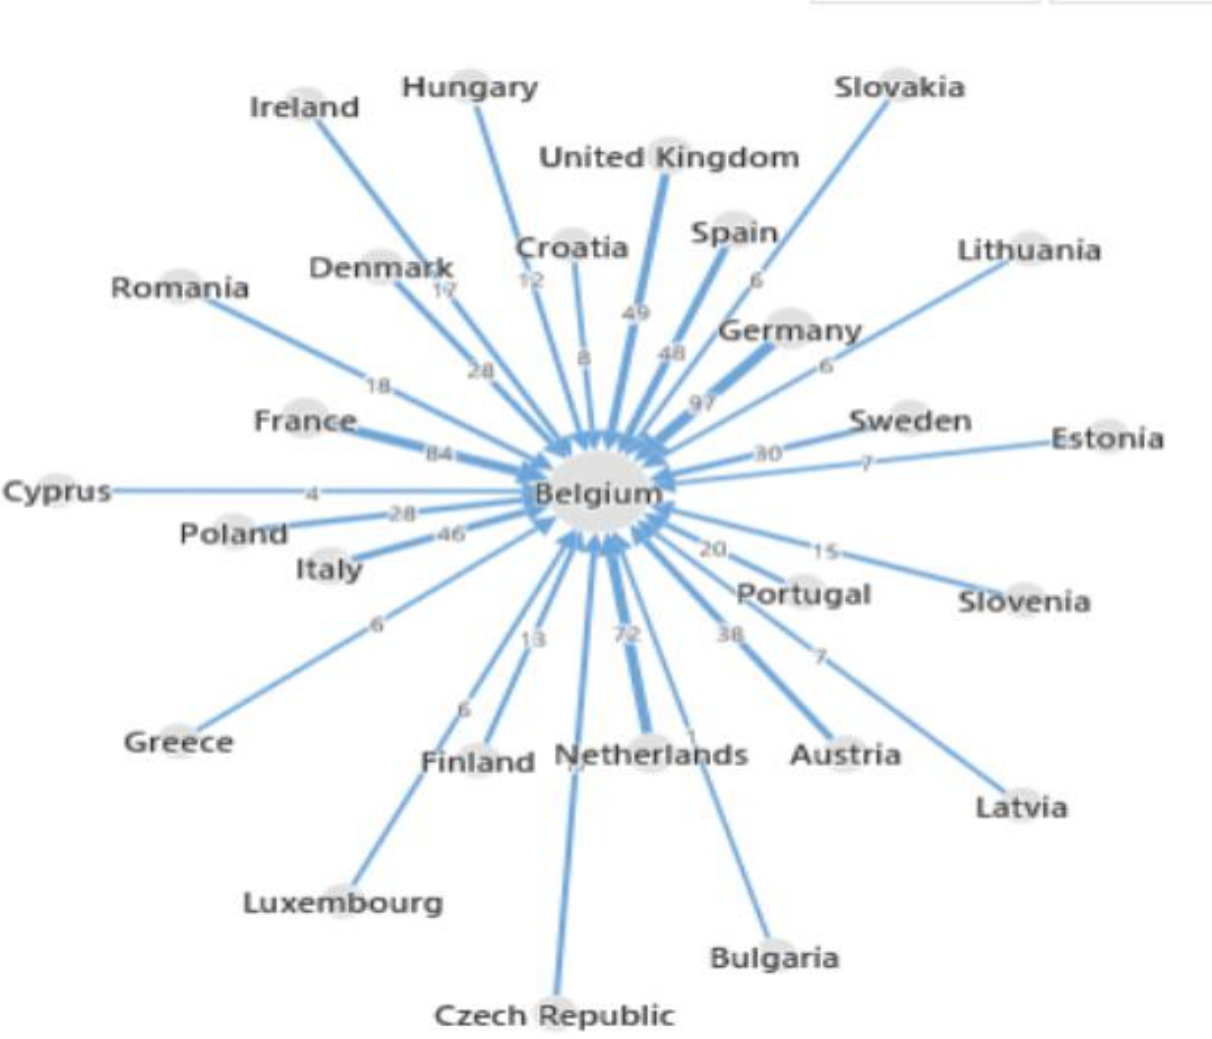 Hungary
Slovakia
Ireland
United Kingdom
Spain
Croatia
Lithuania
Denmark
Romania
17
12
6
49
Germany
48
8
6
28
18
97
France
Sweden
Estonia
84
30
7
Cyprus
4
Belgium
28
Poland
46
20
15
Italy
Portugal
Slovenia
6
13
72
38
7
6
Greece
1
Finland
Netherlands
Austria
Latvia
Luxembourg
Bulgaria
Czech Republic